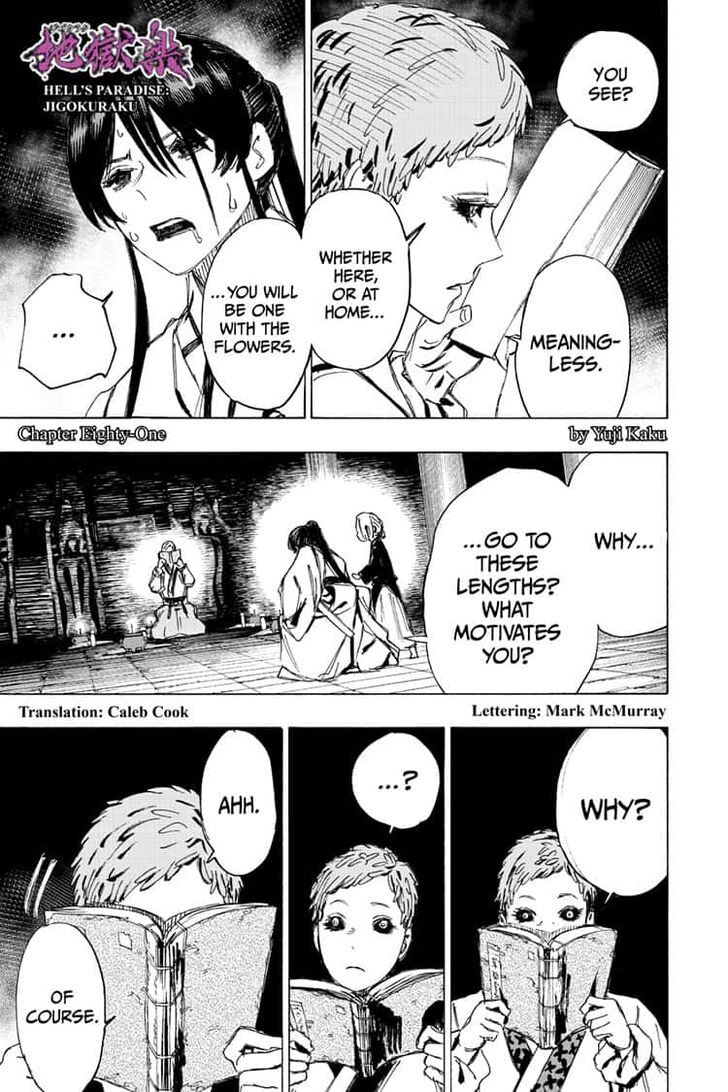 地獄楽
HELL'S PARADISE:
JIGOKURAKU
YOU
SEE?
MEANING-
LESS.
WHETHER
HERE,
OR AT
HOME...
...YOU WILL
BE ONE
WITH THE
FLOWERS.
...
Chapter Eighty-One
by Yuji Kaku
WHY...
...GO TO
THESE
LENGTHS?
WHAT
MOTIVATES
YOU?
Translation: Caleb Cook
Lettering: Mark McMurray
WHY?
...?
AHH.
OF
COURSE.